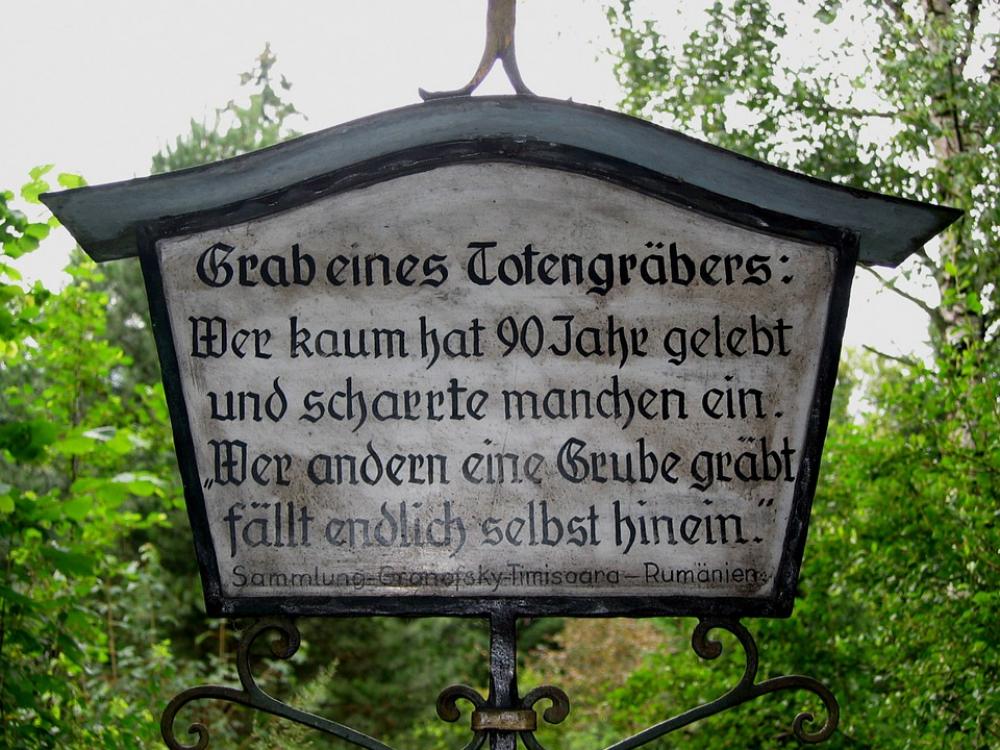 Grab eines Totengräbers:
Wer kaum hat 90 Jahr gelebt
und scharrte manchen ein.
„Wer andern eine Grube gräbt
fällt endlich selbst hinein.“
Sammlung-Gronofsky-Timisoara-Rumänien